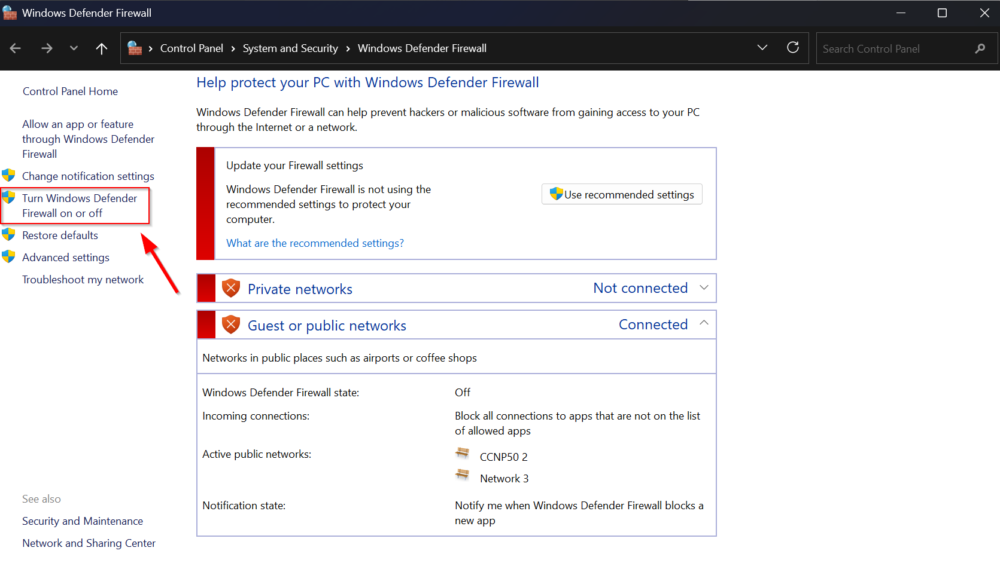 Windows Defender Firewall
Control Panel
System and Security
Windows Defender Firewall
Search Control Panel
Control Panel Home
Allow an app or feature
through Windows Defender
Firewall
Change notification settings
Turn Windows Defender
Firewall on or off
Restore defaults
Advanced settings
Troubleshoot my network
See also
Security and Maintenance
Network and Sharing Center
Help protect your PC with Windows Defender Firewall
Windows Defender Firewall can help prevent hackers or malicious software from gaining access to your PC
through the Internet or a network.
Update your Firewall settings
Windows Defender Firewall is not using the
recommended settings to protect your
computer.
Use recommended settings
What are the recommended settings?
Private networks
Not connected
Guest or public networks
Connected
Networks in public places such as airports or coffee shops
Windows Defender Firewall state:
Off
Incoming connections:
Block all connections to apps that are not on the list
of allowed apps
Active public networks:
CCNP50 2
Network 3
Notification state:
Notify me when Windows Defender Firewall blocks a
new app